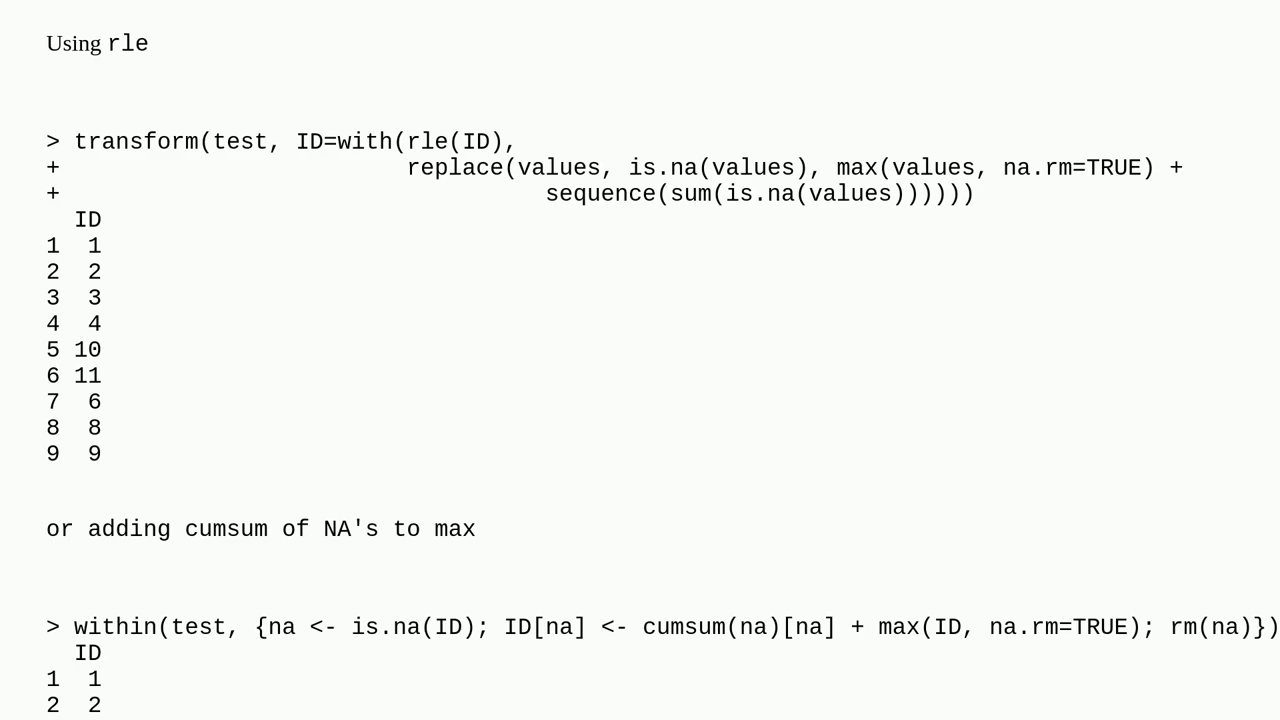 Using rle
> transform(test, ID=with(rle(ID),
+                         replace(values, is.na(values), max(values, na.rm=TRUE) +
+                                   sequence(sum(is.na(values))))))
  ID
1  1
2  2
3  3
4  4
5 10
6 11
7  6
8  8
9  9
or adding cumsum of NA's to max
> within(test, {na <- is.na(ID); ID[na] <- cumsum(na)[na] + max(ID, na.rm=TRUE); rm(na)})
  ID
1  1
2  2